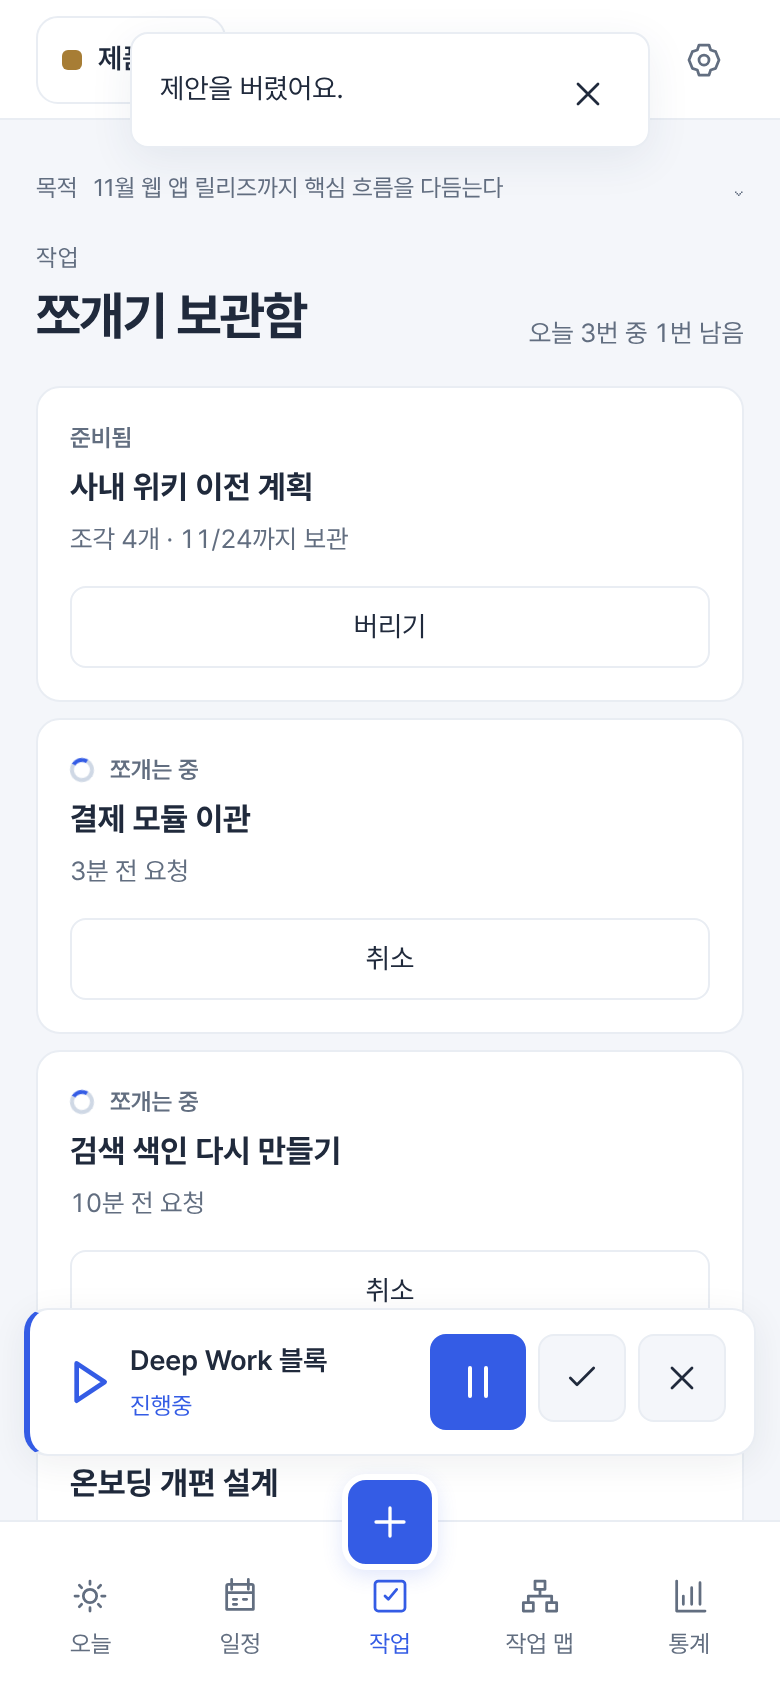 제품
제안을 버렸어요.
목적 11월 웹 앱 릴리즈까지 핵심 흐름을 다듬는다
작업
쪼개기 보관함
오늘 3번 중 1번 남음
준비됨
사내 위키 이전 계획
조각 4개 · 11/24까지 보관
버리기
쪼개는 중
결제 모듈 이관
3분 전 요청
취소
쪼개는 중
검색 색인 다시 만들기
10분 전 요청
취소
Deep Work 블록
진행중
온보딩 개편 설계
오늘
일정
작업
작업 맵
통계